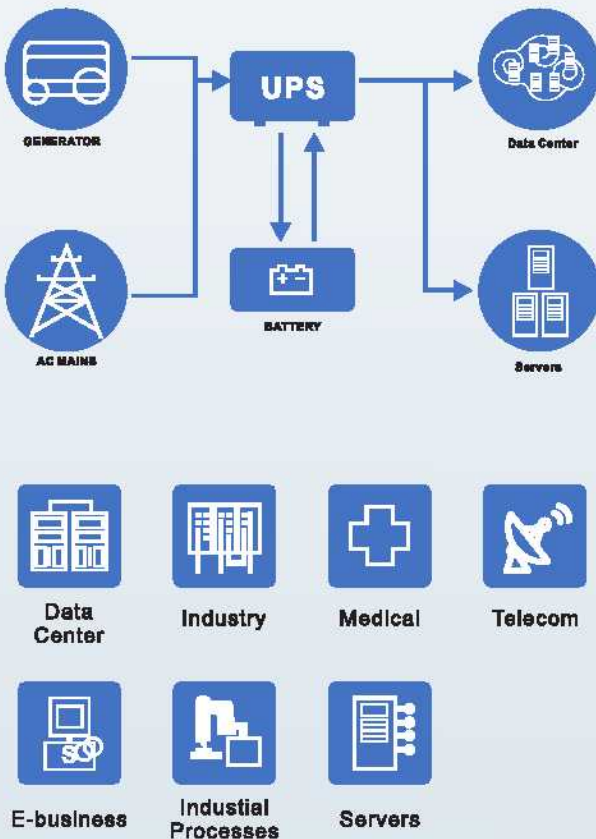 UPS
GENERATOR
Data Center
+ -
BATTERY
AC MAINS
Servers
Data
Center
Industry
Medical
Telecom
E-business
Industial
Processes
Servers